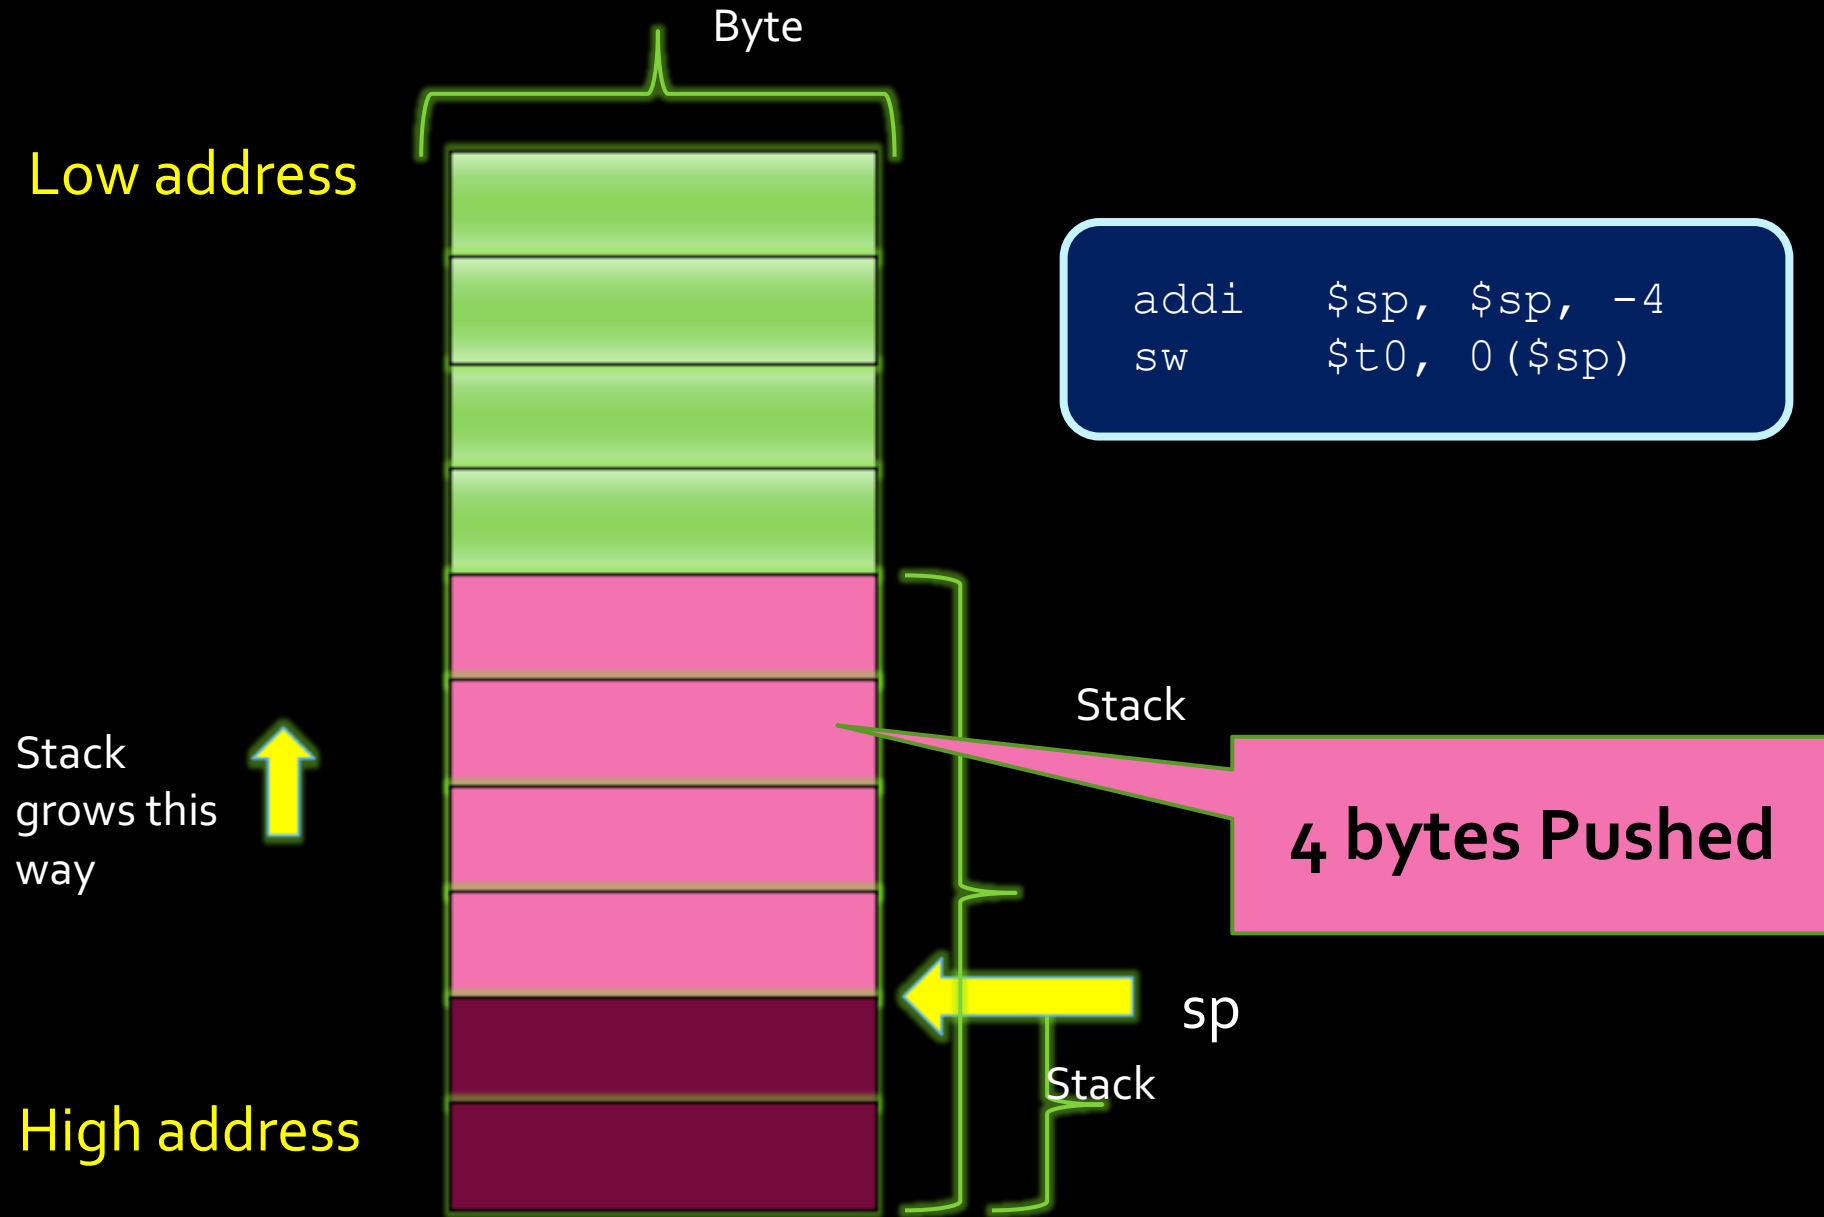 Byte
Low address
addi $sp, $sp, -4
sw $t0, 0($sp)
Stack
Stack
grows this
way
4 bytes Pushed
sp
Stack
High address